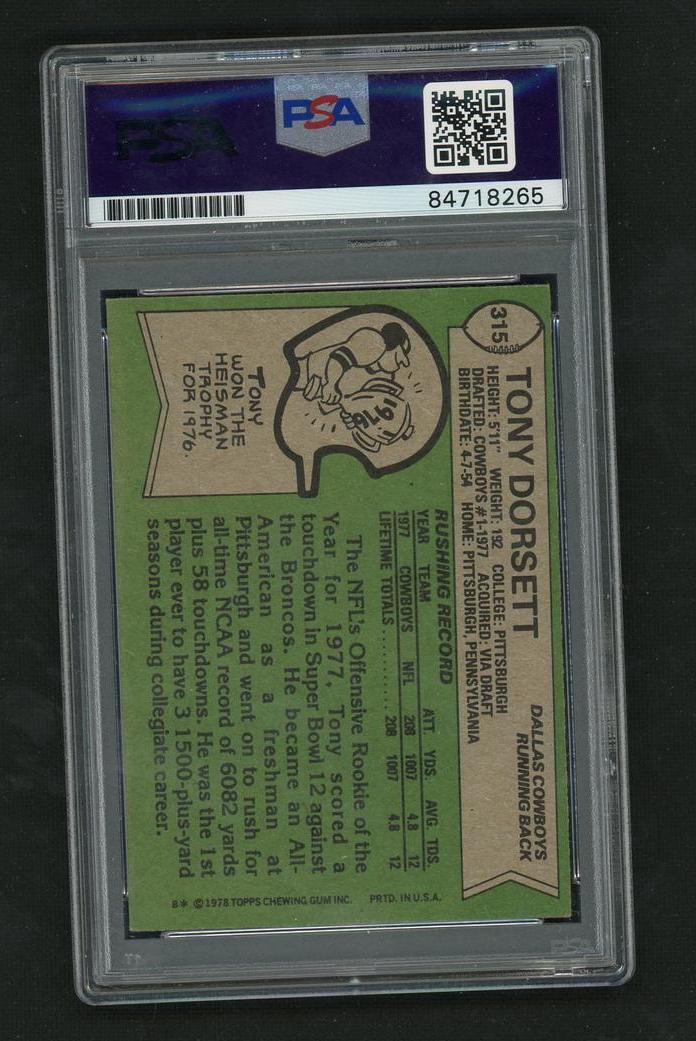 PSA
PSA
84718265
315
TONY DORSETT
DALLAS COWBOYS
RUNNING BACK
HEIGHT: 5'11" WEIGHT: 192 COLLEGE: PITTSBURGH
DRAFTED: COWBOYS #1-1977 ACQUIRED: VIA DRAFT
BIRTHDATE: 4-7-54 HOME: PITTSBURGH, PENNSYLVANIA
1976
TONY
WON THE
HEISMAN
TROPHY
FOR 1976.
RUSHING RECORD
YEAR TEAM ATT. YDS. AVG. TDS.
1977 COWBOYS NFL 208 1007 4.8 12
LIFETIME TOTALS........... 208 1007 4.8 12
The NFL's Offensive Rookie of the
Year for 1977, Tony scored a
touchdown in Super Bowl 12 against
the Broncos. He became an All-
American as a freshman at
Pittsburgh and went on to rush for
all-time NCAA record of 6082 yards
plus 58 touchdowns. He was the 1st
player ever to have 3 1500-plus-yard
seasons during collegiate career.
8* © 1978 TOPPS CHEWING GUM INC. PRTD. IN U.S.A.
PSA